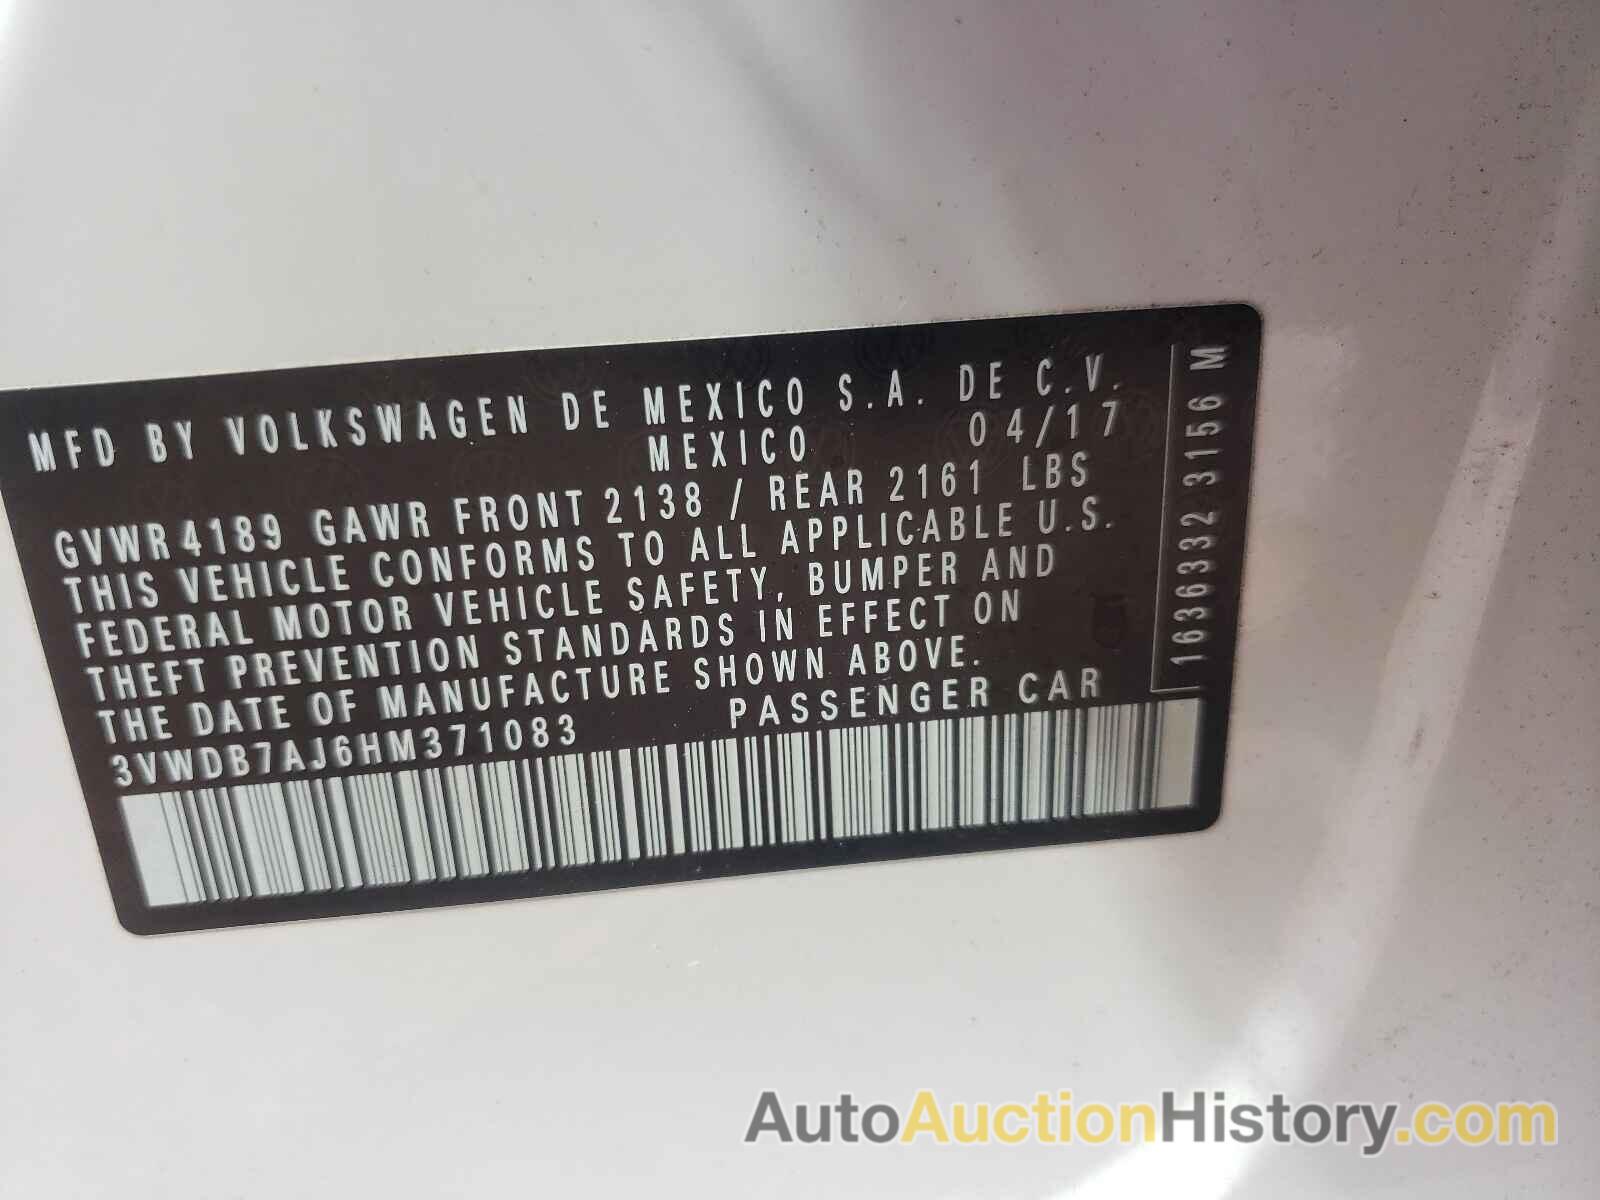 MFD BY VOLKSWAGEN DE MEXICO S.A. DE C.V.
MEXICO 04/17
GVWR 4189 GAWR FRONT 2138 / REAR 2161 LBS
THIS VEHICLE CONFORMS TO ALL APPLICABLE U.S.
FEDERAL MOTOR VEHICLE SAFETY, BUMPER AND
THEFT PREVENTION STANDARDS IN EFFECT ON
THE DATE OF MANUFACTURE SHOWN ABOVE.
3VWDB7AJ6HM371083 PASSENGER CAR
1636332 3156 M
AutoAuctionHistory.com